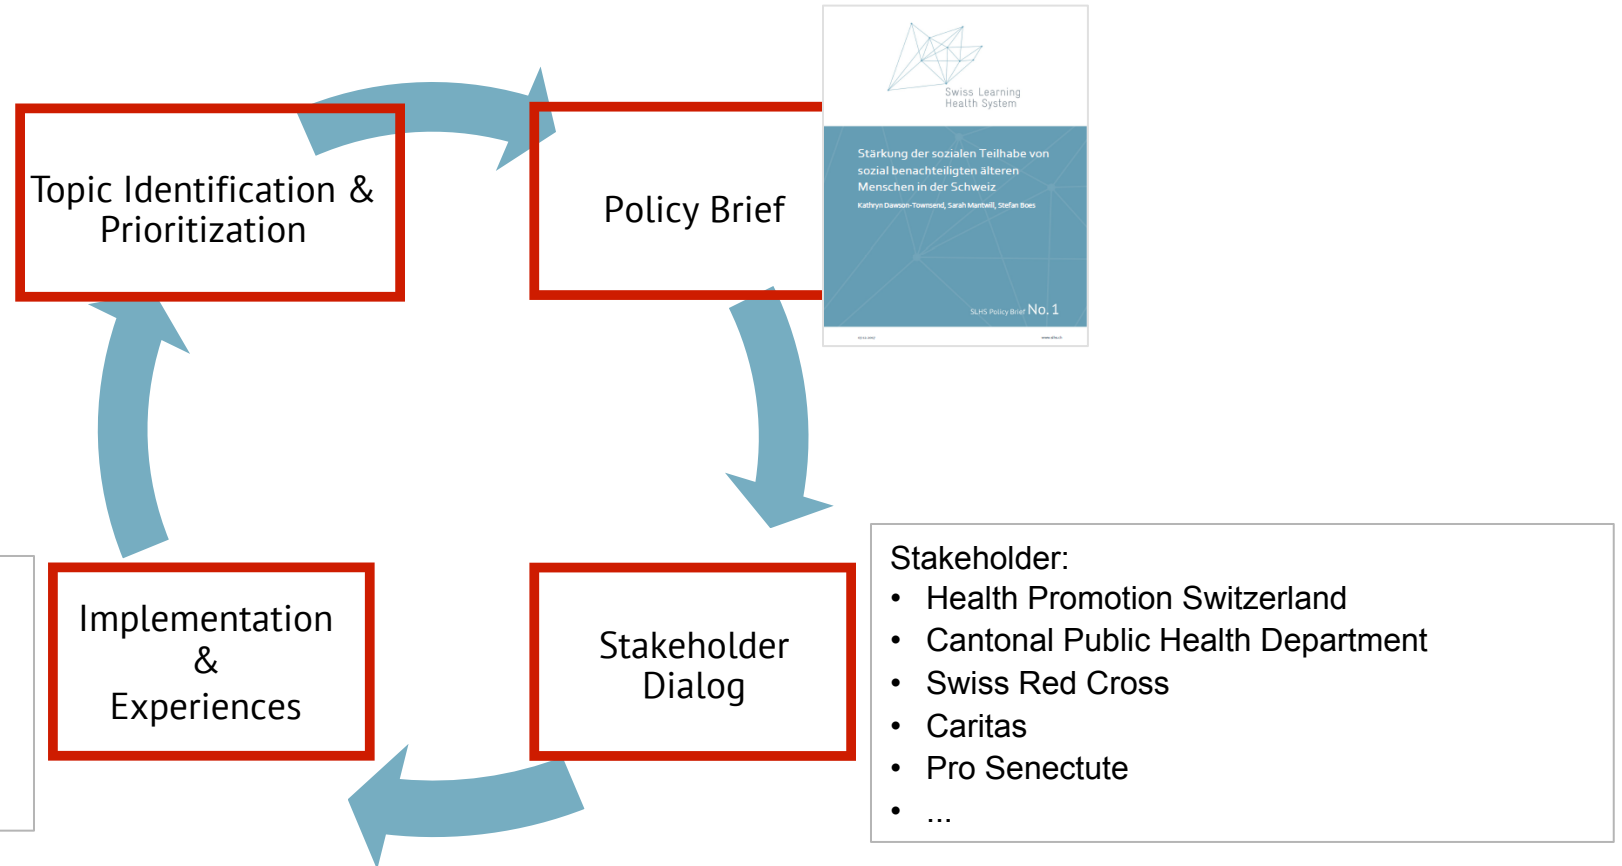 Swiss Learning
Health System
Stärkung der sozialen Teilhabe von
sozial benachteiligten älteren
Menschen in der Schweiz
Kathryn Dawson-Townsend, Sarah Mantwill, Stefan Boes
SLHS Policy Brief No. 1
Topic Identification &
Prioritization
Policy Brief
Implementation
&
Experiences
Stakeholder
Dialog
Stakeholder:
• Health Promotion Switzerland
• Cantonal Public Health Department
• Swiss Red Cross
• Caritas
• Pro Senectute
• ...